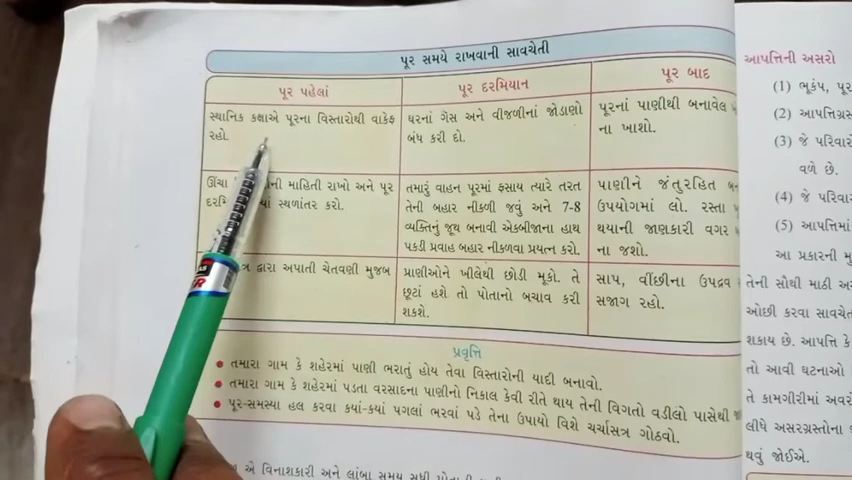 પૂર સમયે રાખવાની સાવચેતી
પૂર પહેલાં
સ્થાનિક કક્ષાએ પૂરના વિસ્તારોથી વાકેફ
રહો.
ઊંચા માહિતી રાખો અને પૂર
સ્થળાંતર કરો.
દ્વારા અપાતી ચેતવણી મુજબ
પૂર દરમિયાન
ઘરનાં ગેસ અને વીજળીનાં જોડાણો
બંધ કરી દો.
તમારું વાહન પૂરમાં ફસાય ત્યારે તરત
તેની બહાર નીકળી જવું અને 7-8
વ્યક્તિનું જૂથ બનાવી એકબીજાના હાથ
પકડી પ્રવાહ બહાર નીકળવા પ્રયત્ન કરો.
પ્રાણીઓને ખીલેથી છોડી મૂકો. તે
છૂટાં હશે તો પોતાનો બચાવ કરી
શકશે.
પૂર બાદ
પૂરનાં પાણીથી બનાવેલ
ના ખાશો.
પાણીને જંતુરહિત
ઉપયોગમાં લો. રસ્તા
થયાની જાણકારી વગર
ના જશો.
સાપ, વીંછીના ઉપદ્રવ
સજાગ રહો.
પ્રવૃત્તિ
• તમારા ગામ કે શહેરમાં પાણી ભરાતું હોય તેવા વિસ્તારોની યાદી બનાવો.
• તમારા ગામ કે શહેરમાં પડતા વરસાદના પાણીનો નિકાલ કેવી રીતે થાય તેની વિગતો વડીલો પાસેથી
• પૂર-સમસ્યા હલ કરવા કયાં-કયાં પગલાં ભરવાં પડે તેના ઉપાયો વિશે ચર્ચાસત્ર ગોઠવો.
એ વિનાશકારી અને લાંબા સમય સુધી
આપત્તિની અસરો
(1) ભૂકંપ, પૂર
(2)
(3) જે પરિવાર
વળે છે.
(4) જે પરિવાર
(5) આપત્તિમાં
આ પ્રકારની
તેની સૌથી માઠી
ઓછી કરવા
શકાય છે. આપત્તિ કે
તો આવી ઘટનાઓ
તે કામગીરીમાં
લીધે અસરગ્રસ્તોના
થવું જોઈએ.